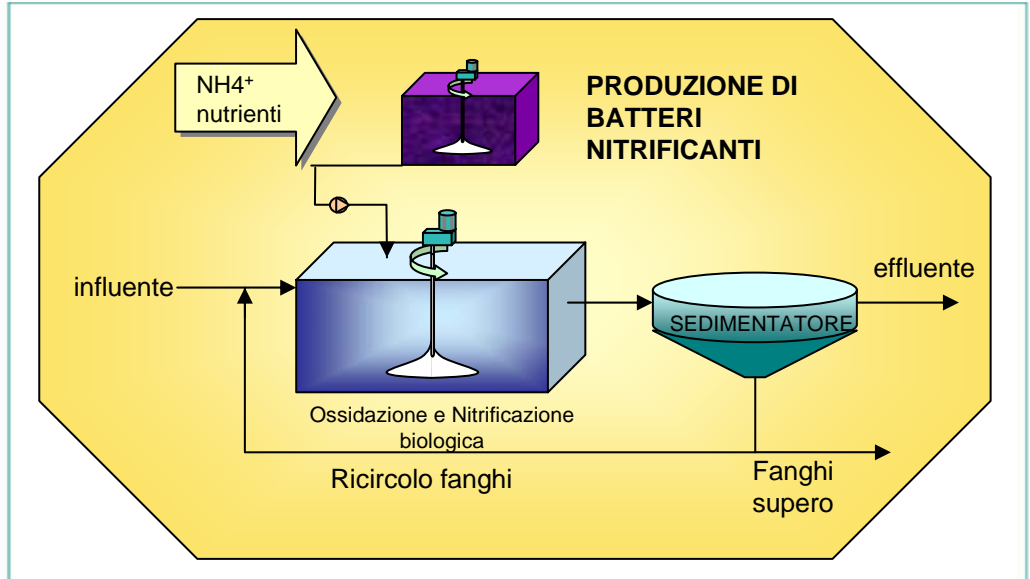 NH4⁺
nutrienti
PRODUZIONE DI
BATTERI
NITRIFICANTI
influente
effluente
SEDIMENTATORE
Ossidazione e Nitrificazione
biologica
Ricircolo fanghi
Fanghi
supero